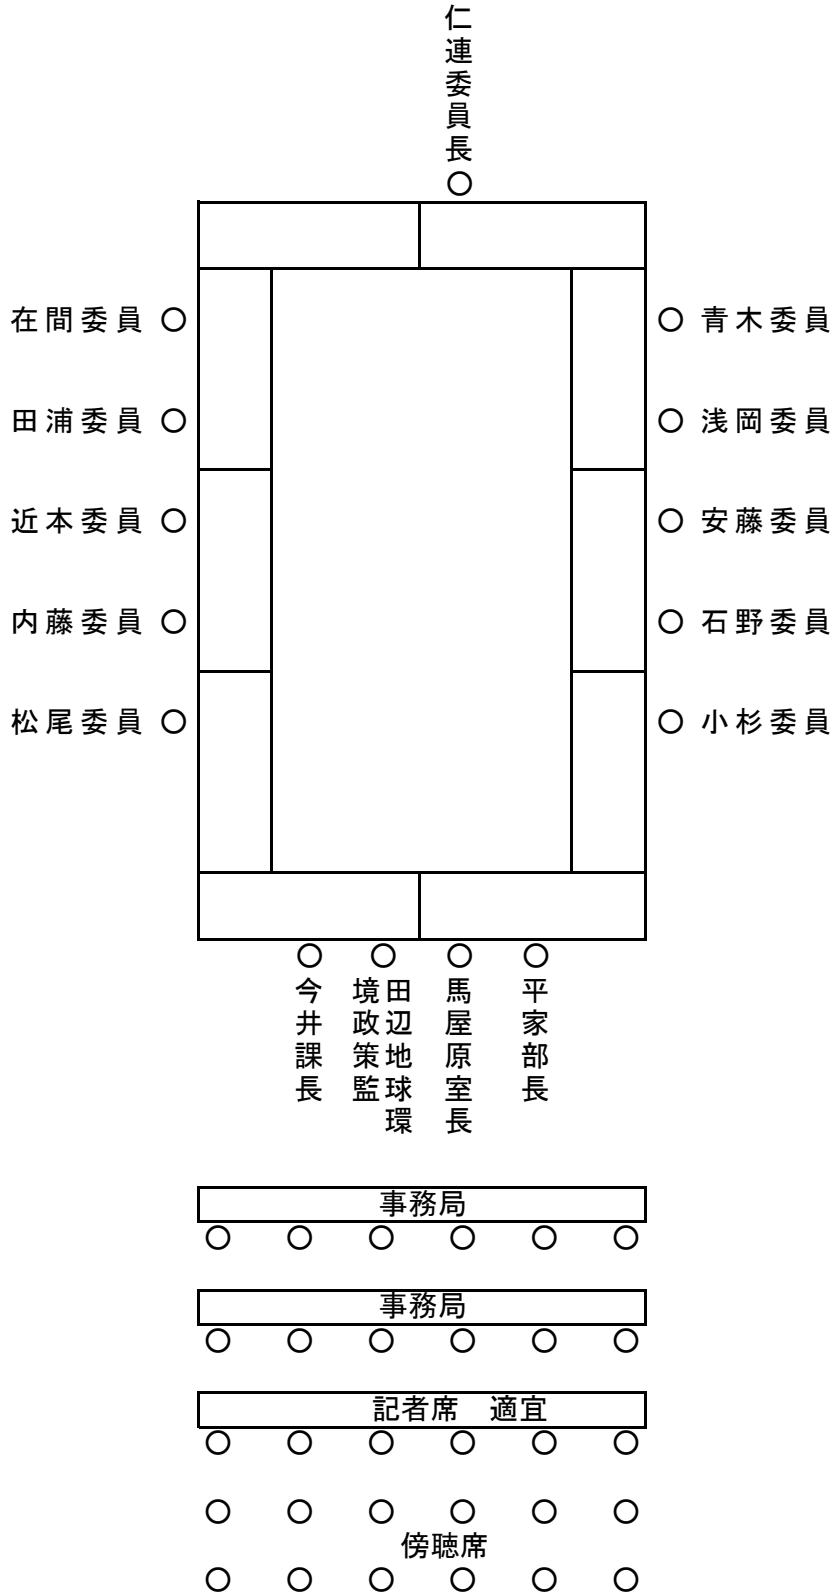 仁連委員長
在間委員
青木委員
田浦委員
浅岡委員
近本委員
安藤委員
内藤委員
石野委員
松尾委員
小杉委員
今井課長
田辺地球環
境政策監
馬屋原室長
平家部長
事務局
事務局
記者席　適宜
傍聴席